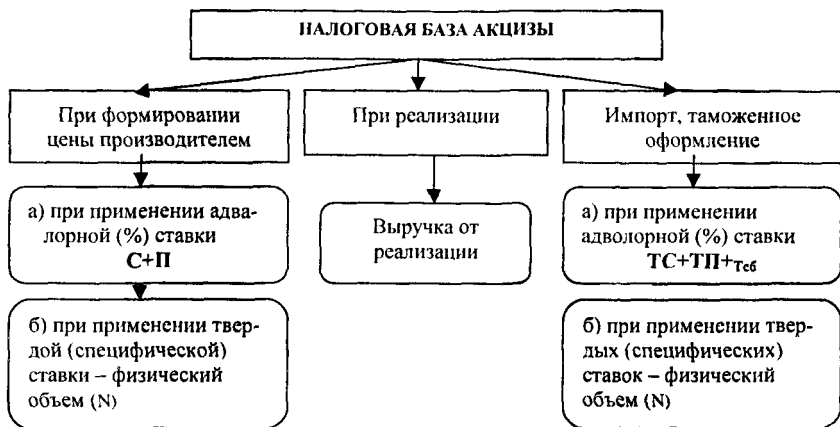 НАЛОГОВАЯ БАЗА АКЦИЗЫ
При формировании
цены производителем
При реализации
Импорт, таможенное
оформление
а) при применении адва-
лорной (%) ставки
С+П
Выручка от
реализации
а) при применении
адволорной (%) ставки
ТС+ТП+Тсб
б) при применении твер-
дой (специфической)
ставки – физический
объем (N)
б) при применении твер-
дых (специфических)
ставок – физический
объем (N)